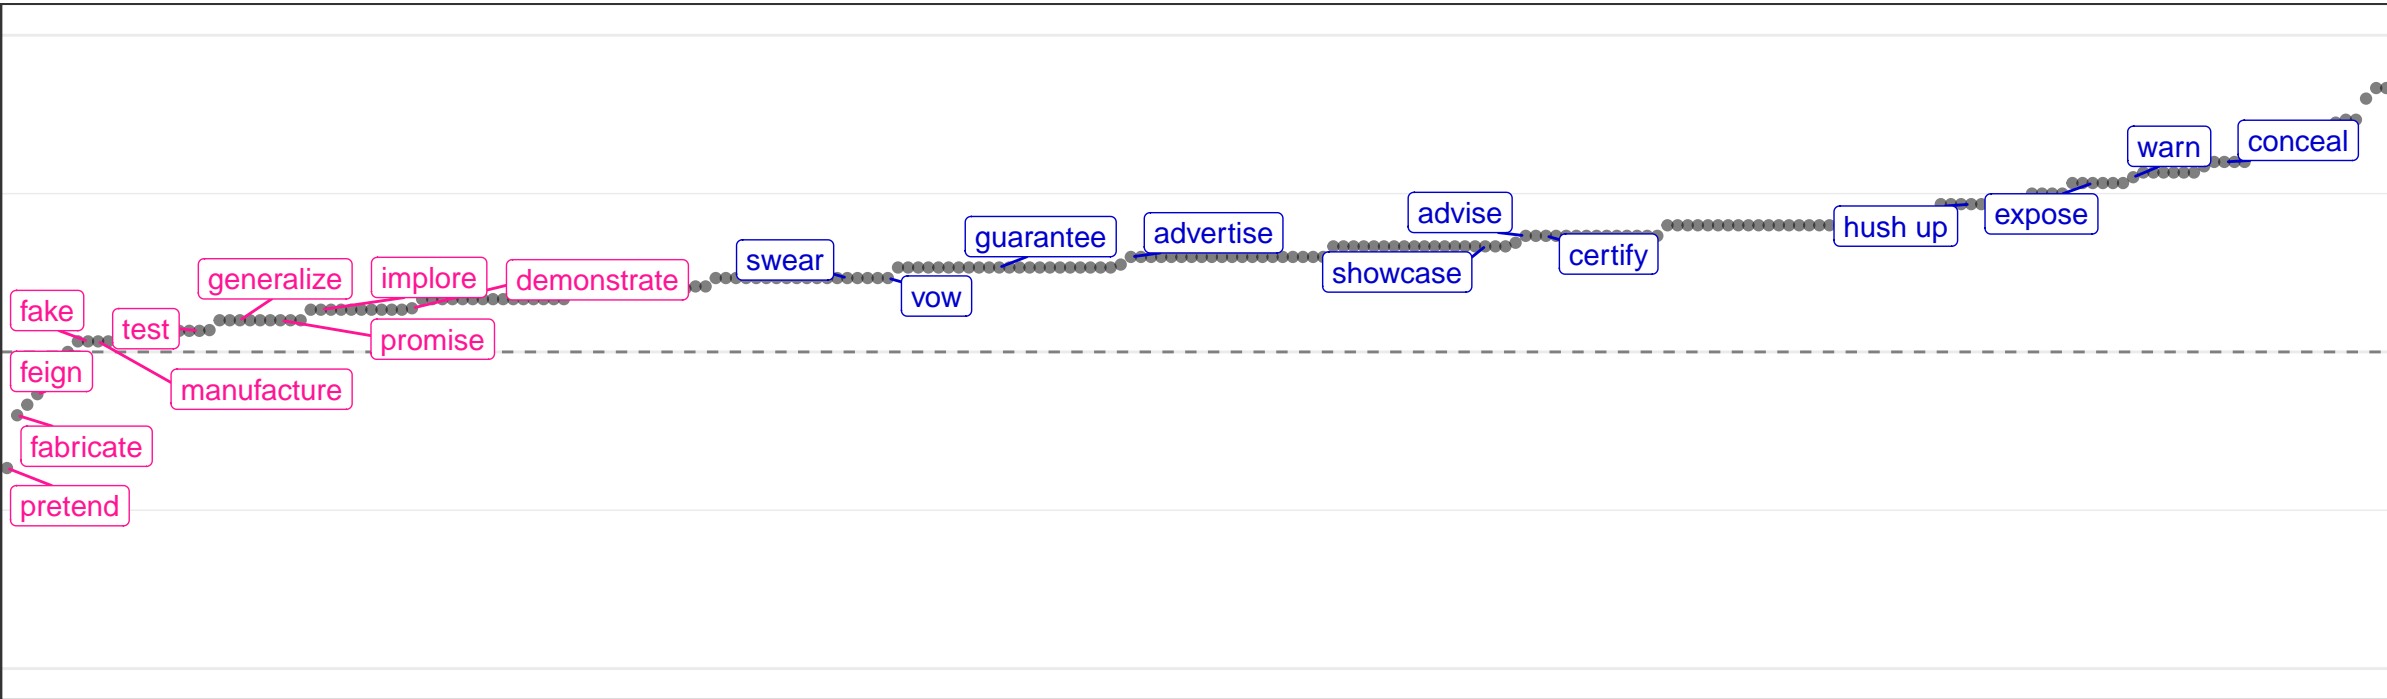 fake
feign
fabricate
pretend
test
manufacture
generalize
implore
promise
demonstrate
swear
vow
guarantee
advertise
showcase
advise
certify
hush up
expose
warn
conceal